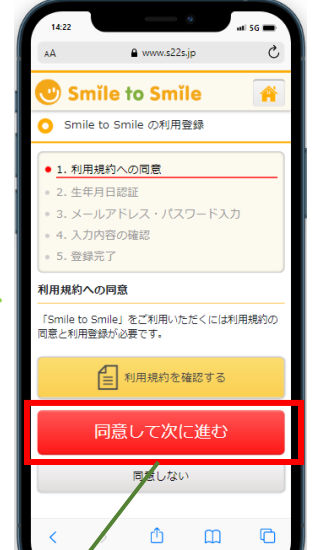 14:22
5G
AA
www.s22s.jp
Smile to Smile
Smile to Smile の利用登録
1. 利用規約への同意
2. 生年月日認証
3. メールアドレス・パスワード入力
4. 入力内容の確認
5. 登録完了
利用規約への同意
「Smile to Smile」をご利用いただくには利用規約の
同意と利用登録が必要です。
利用規約を確認する
同意して次に進む
同意しない